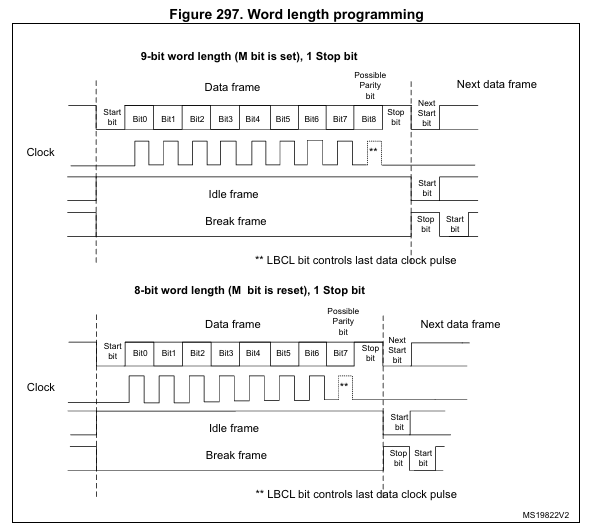 Figure 297. Word length programming
9-bit word length (M bit is set), 1 Stop bit
Data frame
Possible
Parity
bit
Next data frame
Start
bit
Bit0 Bit1 Bit2 Bit3 Bit4 Bit5 Bit6 Bit7 Bit8
Stop
bit
Next
Start
bit
Clock
**
Idle frame
Start
bit
Break frame
Stop
bit
Start
bit
** LBCL bit controls last data clock pulse
8-bit word length (M bit is reset), 1 Stop bit
Data frame
Possible
Parity
bit
Next data frame
Start
bit
Bit0 Bit1 Bit2 Bit3 Bit4 Bit5 Bit6 Bit7
Stop
bit
Next
Start
bit
Clock
**
Idle frame
Start
bit
Break frame
Stop
bit
Start
bit
** LBCL bit controls last data clock pulse
MS19822V2